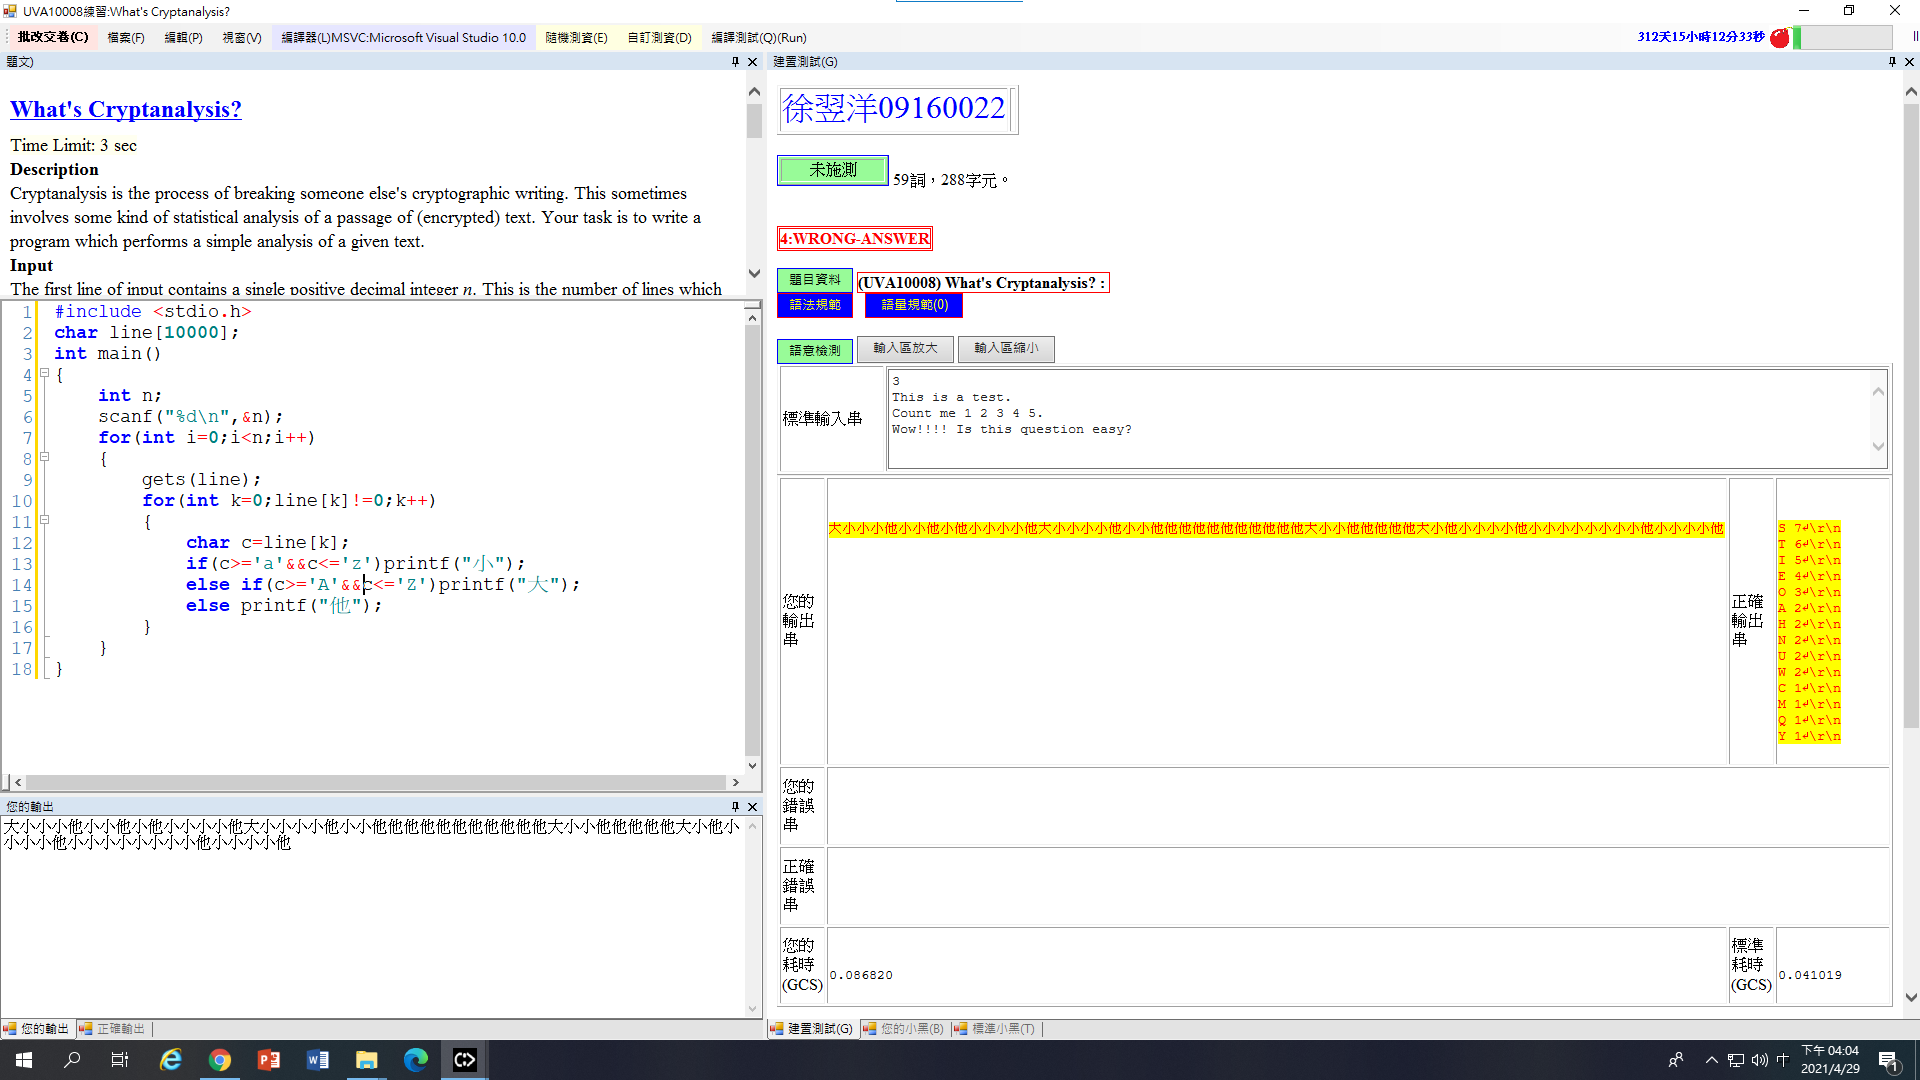 UVA10008練習:What's Cryptanalysis?
批改交卷(C) 檔案(F) 編輯(P) 視窗(V) 編譯器(L)MSVC:Microsoft Visual Studio 10.0 隨機測資(E) 自訂測資(D) 編譯測試(Q)(Run)
312天15小時12分33秒
題文)
What's Cryptanalysis?
Time Limit: 3 sec
Description
Cryptanalysis is the process of breaking someone else's cryptographic writing. This sometimes
involves some kind of statistical analysis of a passage of (encrypted) text. Your task is to write a
program which performs a simple analysis of a given text.
Input
The first line of input contains a single positive decimal integer n. This is the number of lines which
1 #include <stdio.h>
2 char line[10000];
3 int main()
4 {
5 int n;
6 scanf("%d\n",&n);
7 for(int i=0;i<n;i++)
8 {
9 gets(line);
10 for(int k=0;line[k]!=0;k++)
11 {
12 char c=line[k];
13 if(c>='a'&&c<='z')printf("小");
14 else if(c>='A'&&c<='Z')printf("大");
15 else printf("他");
16 }
17 }
18 }
您的輸出
大小小小他小小他小他小小小小他大小小小小他小小他他他他他他他他他他他大小小他他他他他大小他小
小小小他小小小小小小小小他小小小小他
您的輸出 正確輸出
建置測試(G)
徐翌洋09160022
未施測 59詞，288字元。
4:WRONG-ANSWER
題目資料 (UVA10008) What's Cryptanalysis? :
語法規範 語量規範(0)
語意檢測 輸入區放大 輸入區縮小
標準輸入串
3
This is a test.
Count me 1 2 3 4 5.
Wow!!!! Is this question easy?
您的輸出串
大小小小他小小他小他小小小小他大小小小小他小小他他他他他他他他他他他大小小他他他他他大小他小小小小他小小小小小小小小他小小小小他
正確輸出串
S 7↲\r\n
T 6↲\r\n
I 5↲\r\n
E 4↲\r\n
O 3↲\r\n
A 2↲\r\n
H 2↲\r\n
N 2↲\r\n
U 2↲\r\n
W 2↲\r\n
C 1↲\r\n
M 1↲\r\n
Q 1↲\r\n
Y 1↲\r\n
您的錯誤串
正確錯誤串
您的耗時(GCS) 0.086820 標準耗時(GCS) 0.041019
建置測試(G) 您的小黑(B) 標準小黑(T)
中
下午 04:04
2021/4/29
1